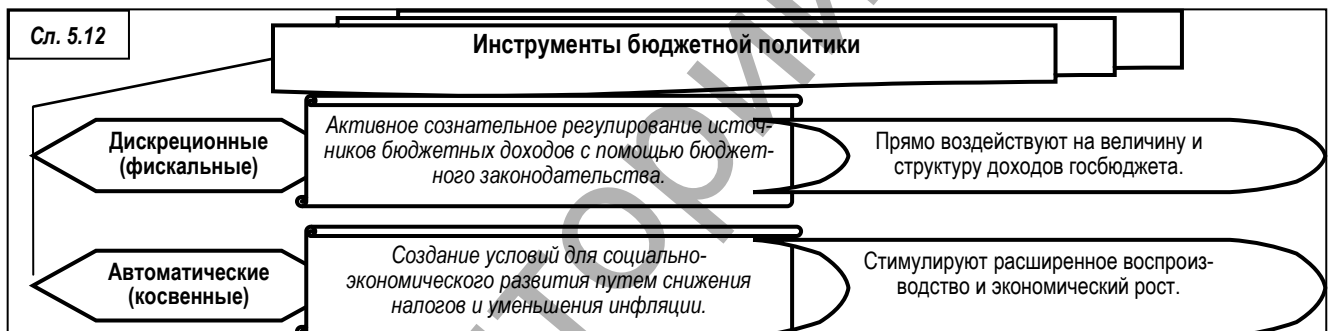 Сл. 5.12
Инструменты бюджетной политики
Дискреционные
(фискальные)
Активное сознательное регулирование источ-
ников бюджетных доходов с помощью бюджет-
ного законодательства.
Прямо воздействуют на величину и
структуру доходов госбюджета.
Автоматические
(косвенные)
Создание условий для социально-
экономического развития путем снижения
налогов и уменьшения инфляции.
Стимулируют расширенное воспроиз-
водство и экономический рост.